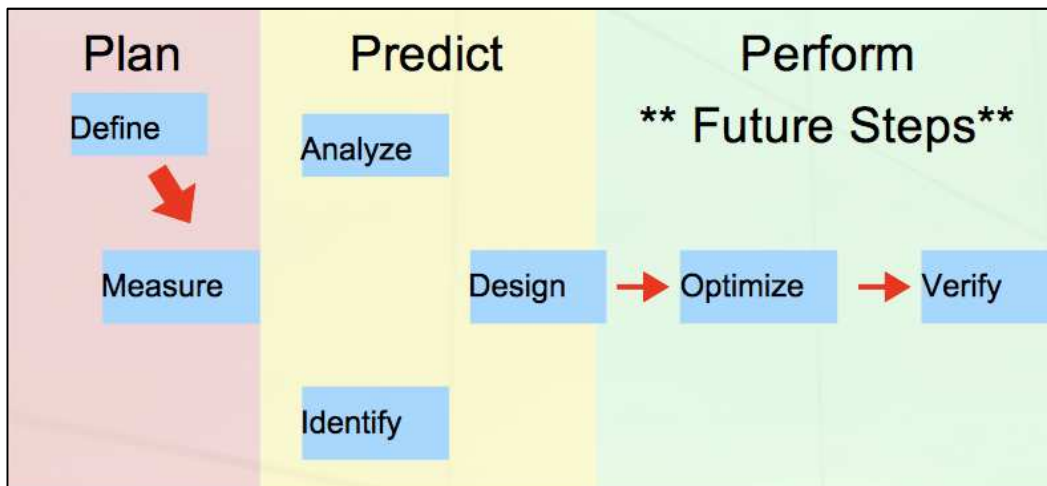 Plan
Predict
Perform
** Future Steps**
Define
Analyze
Measure
Design
Optimize
Verify
Identify